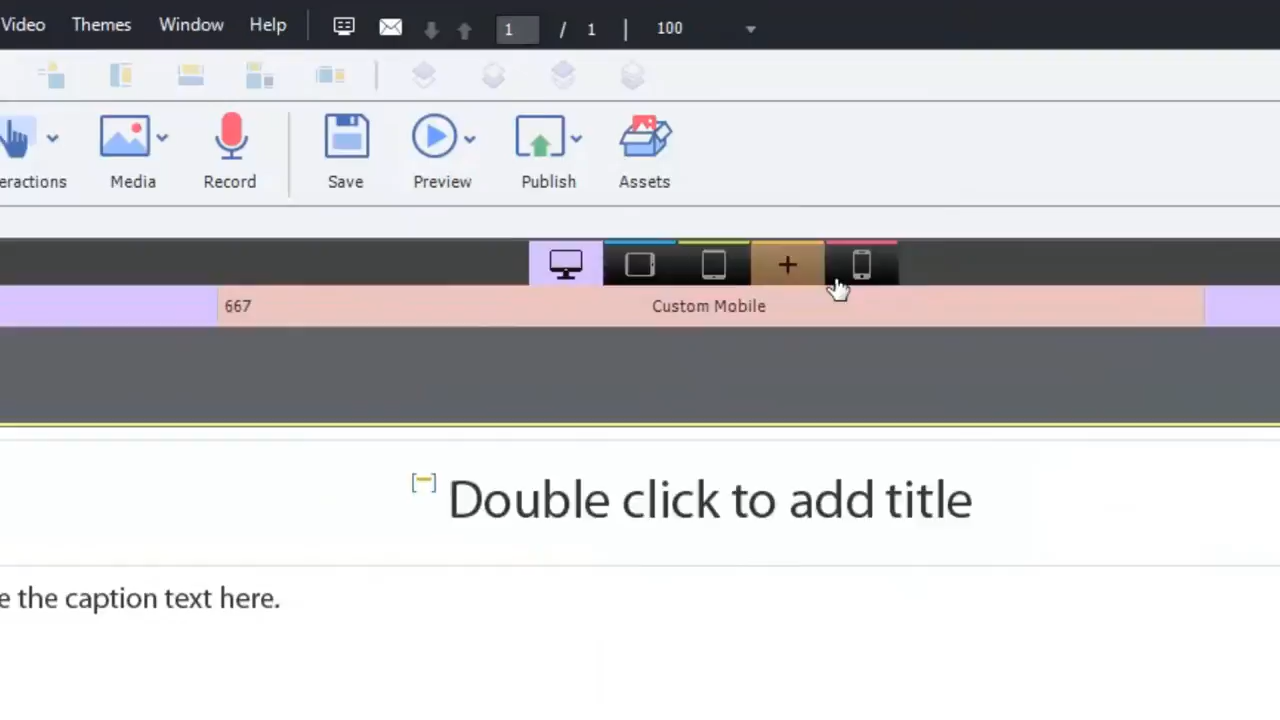 Video Themes Window Help 1 / 1 | 100
eractions Media Record Save Preview Publish Assets
667 Custom Mobile
Double click to add title
e the caption text here.